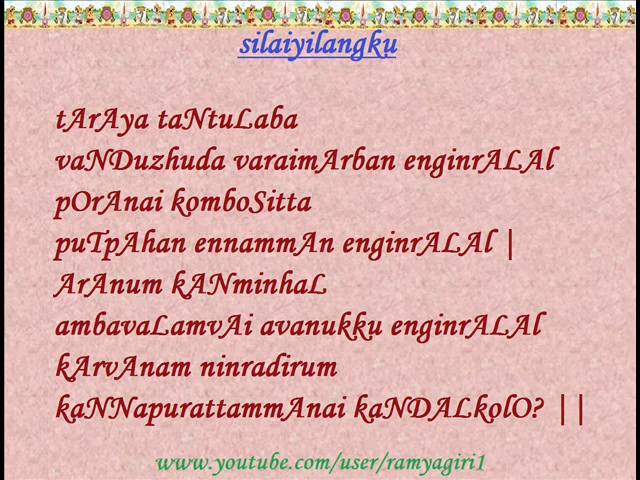 silaiyilangku
tArAya taNtuLaba
vaNDuzhuda varaimArban enginrALAl
pOrAnai komboSitta
puTpAhan ennammAn enginrALAl |
ArAnum kANminhaL
ambavaLamvAi avanukku enginrALAl
kArvAnam ninradirum
kaNNapurattammAnai kaNDALkolO? ||
www.youtube.com/user/ramyagiri1